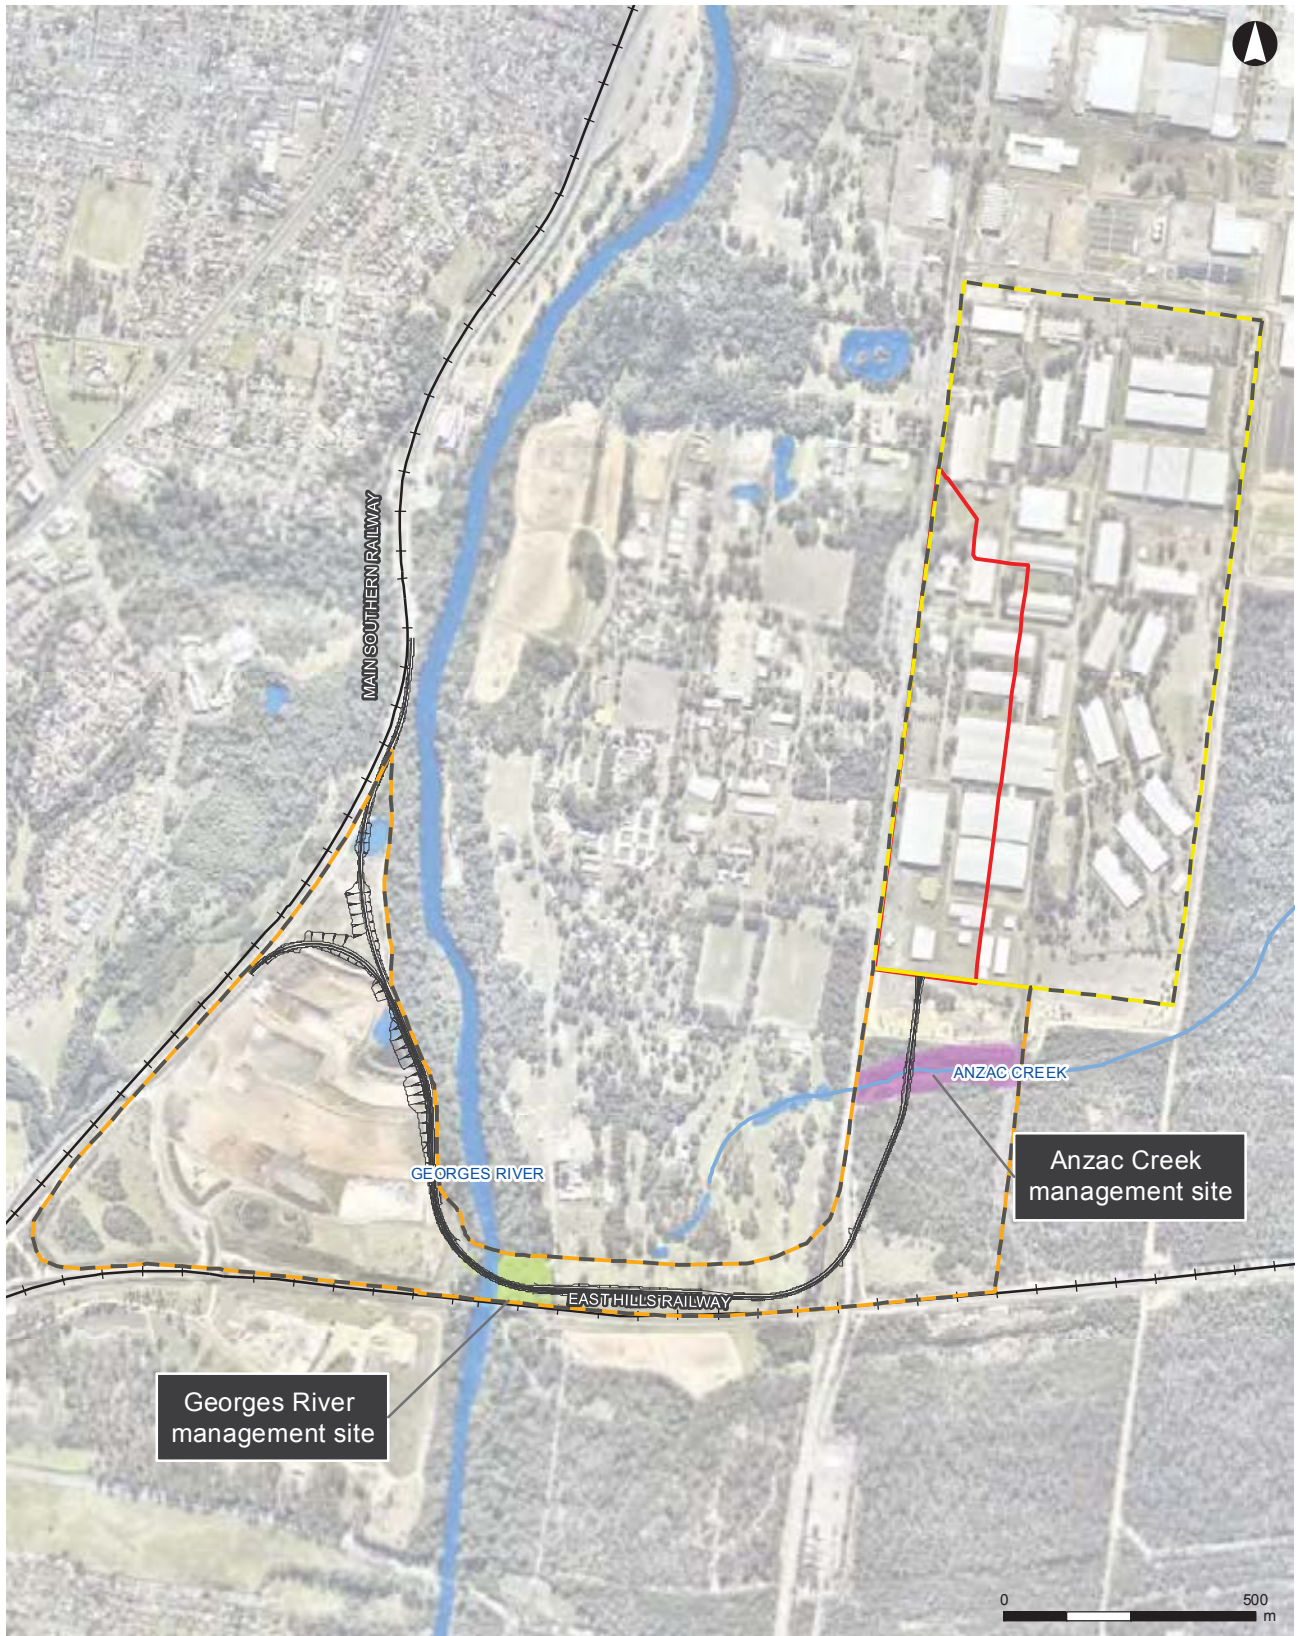 MAIN SOUTHERN RAILWAY
ANZAC CREEK
Anzac Creek
management site
GEORGES RIVER
EAST HILLS RAILWAY
Georges River
management site
0 500
m